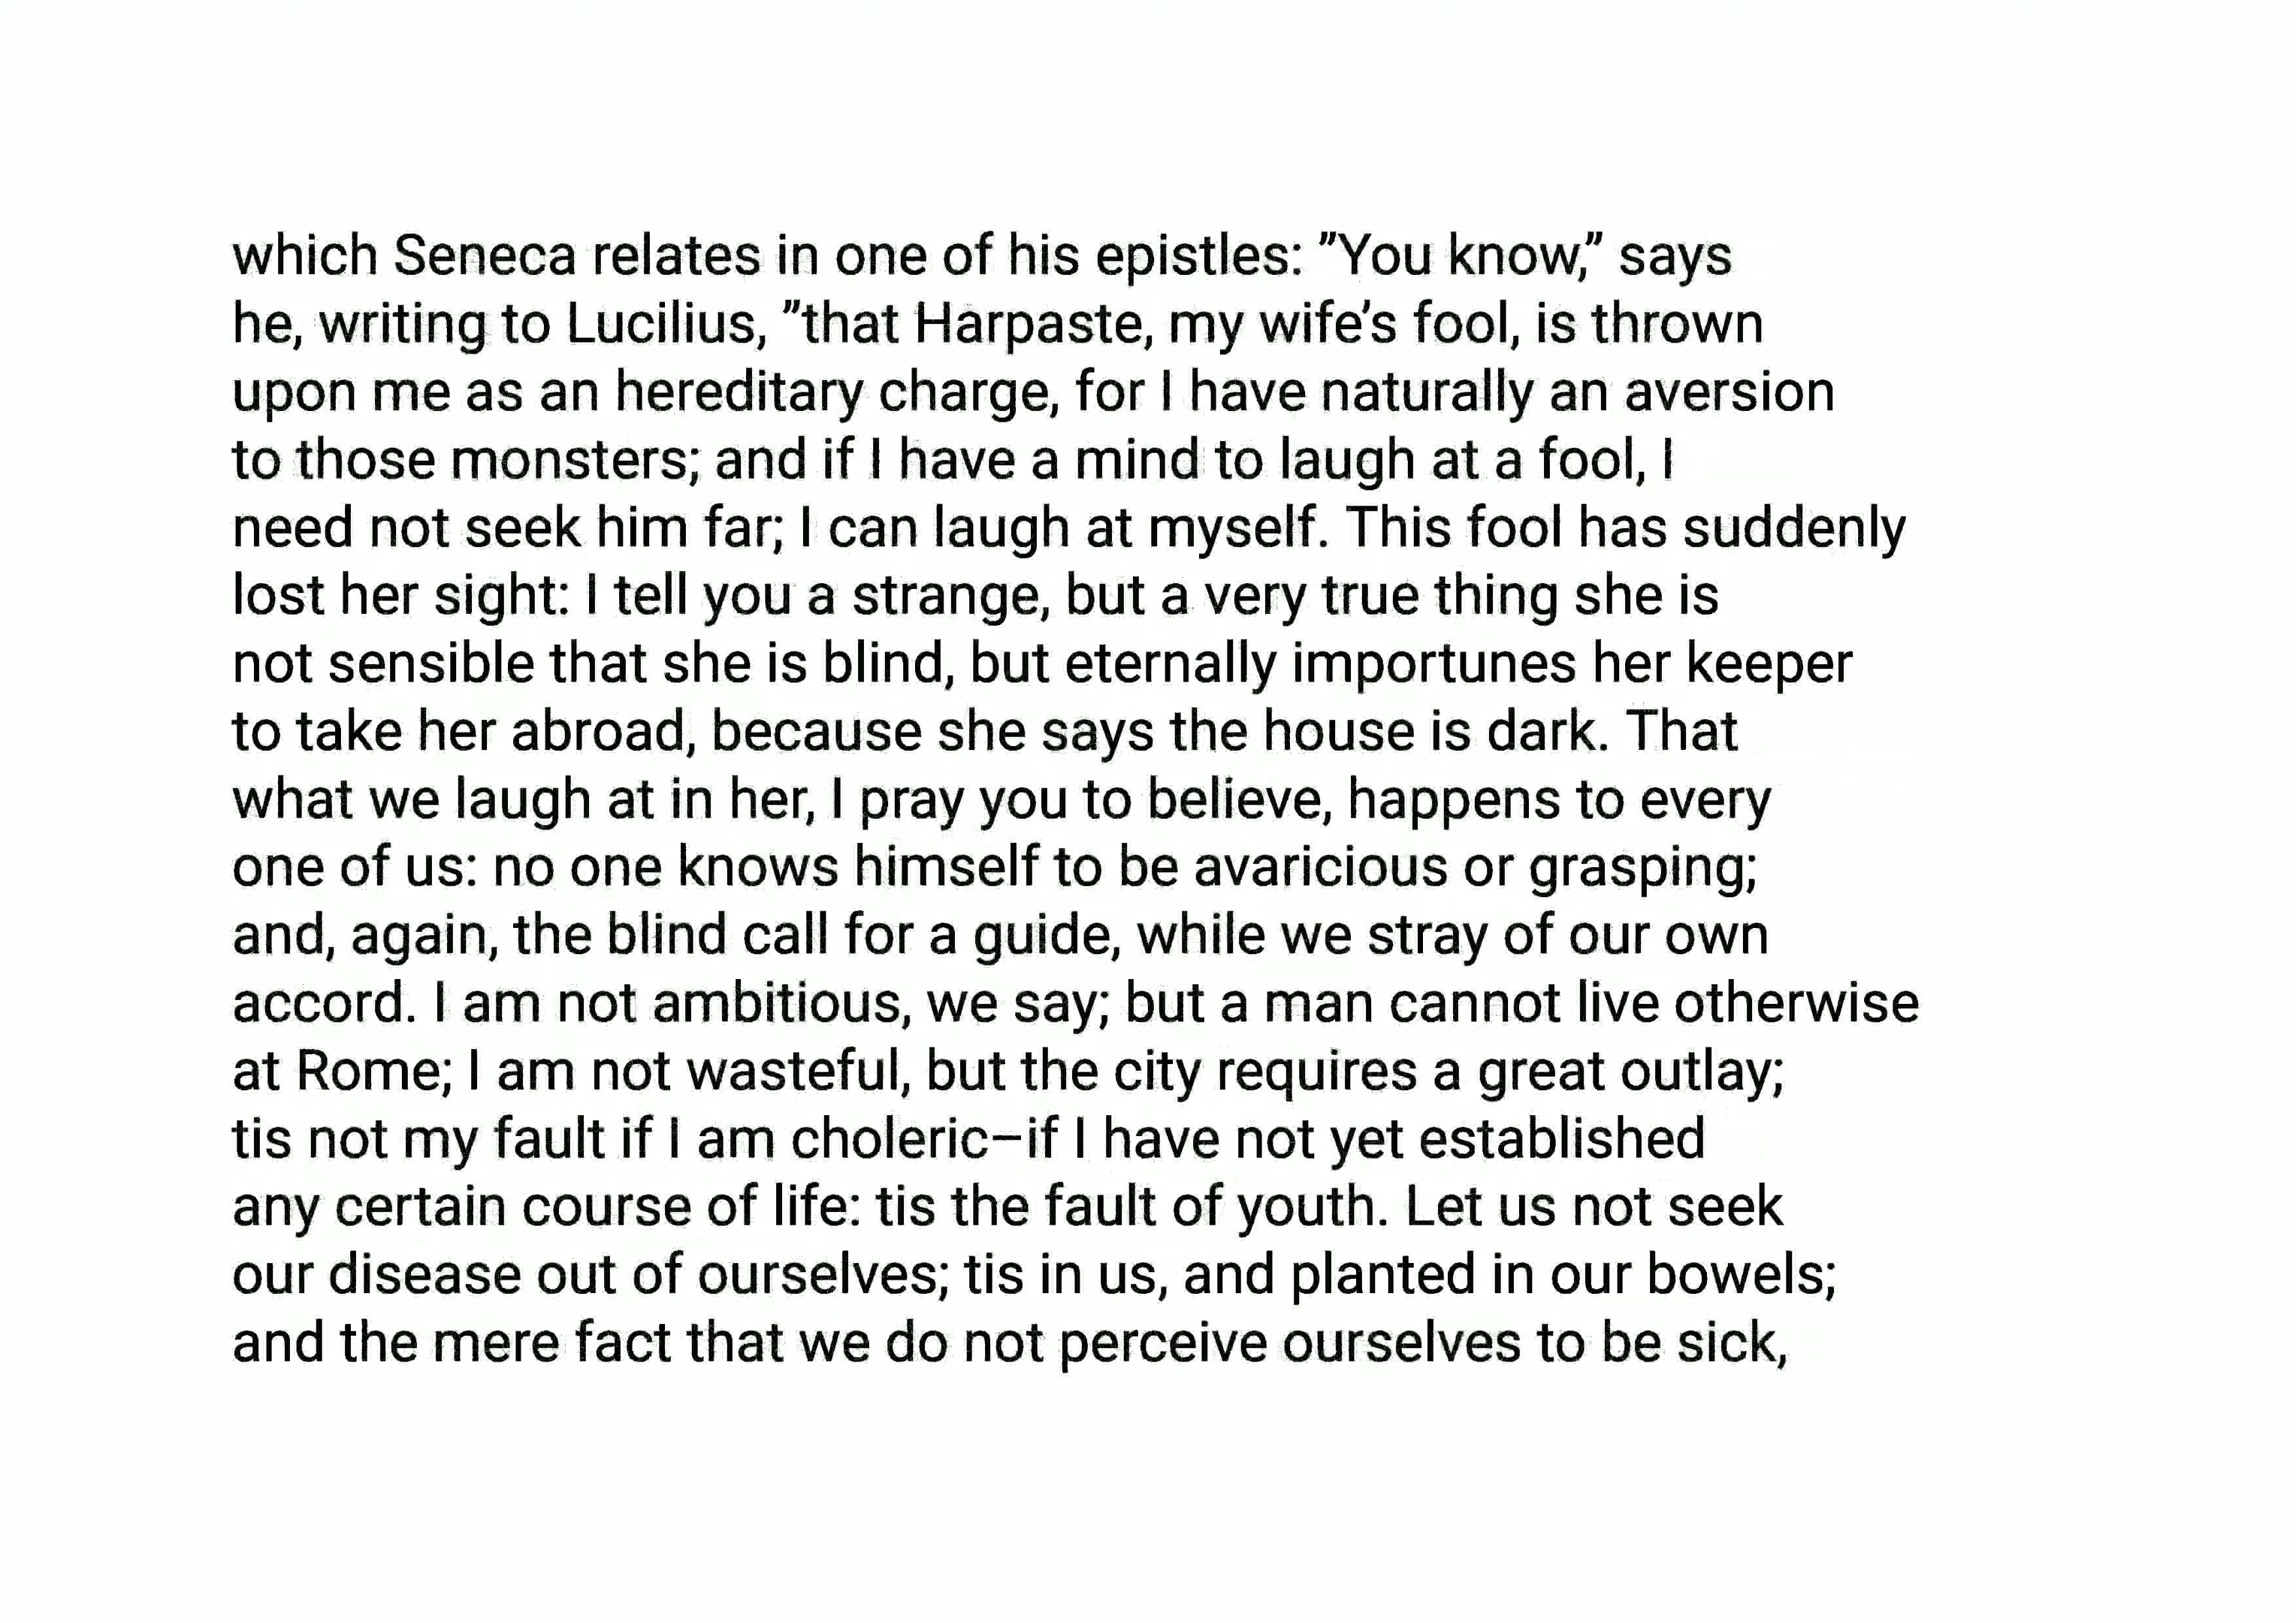 which Seneca relates in one of his epistles: ”You know,” says
he, writing to Lucilius, ”that Harpaste, my wife’s fool, is thrown
upon me as an hereditary charge, for I have naturally an aversion
to those monsters; and if I have a mind to laugh at a fool, I
need not seek him far; I can laugh at myself. This fool has suddenly
lost her sight: I tell you a strange, but a very true thing she is
not sensible that she is blind, but eternally importunes her keeper
to take her abroad, because she says the house is dark. That
what we laugh at in her, I pray you to believe, happens to every
one of us: no one knows himself to be avaricious or grasping;
and, again, the blind call for a guide, while we stray of our own
accord. I am not ambitious, we say; but a man cannot live otherwise
at Rome; I am not wasteful, but the city requires a great outlay;
tis not my fault if I am choleric–if I have not yet established
any certain course of life: tis the fault of youth. Let us not seek
our disease out of ourselves; tis in us, and planted in our bowels;
and the mere fact that we do not perceive ourselves to be sick,